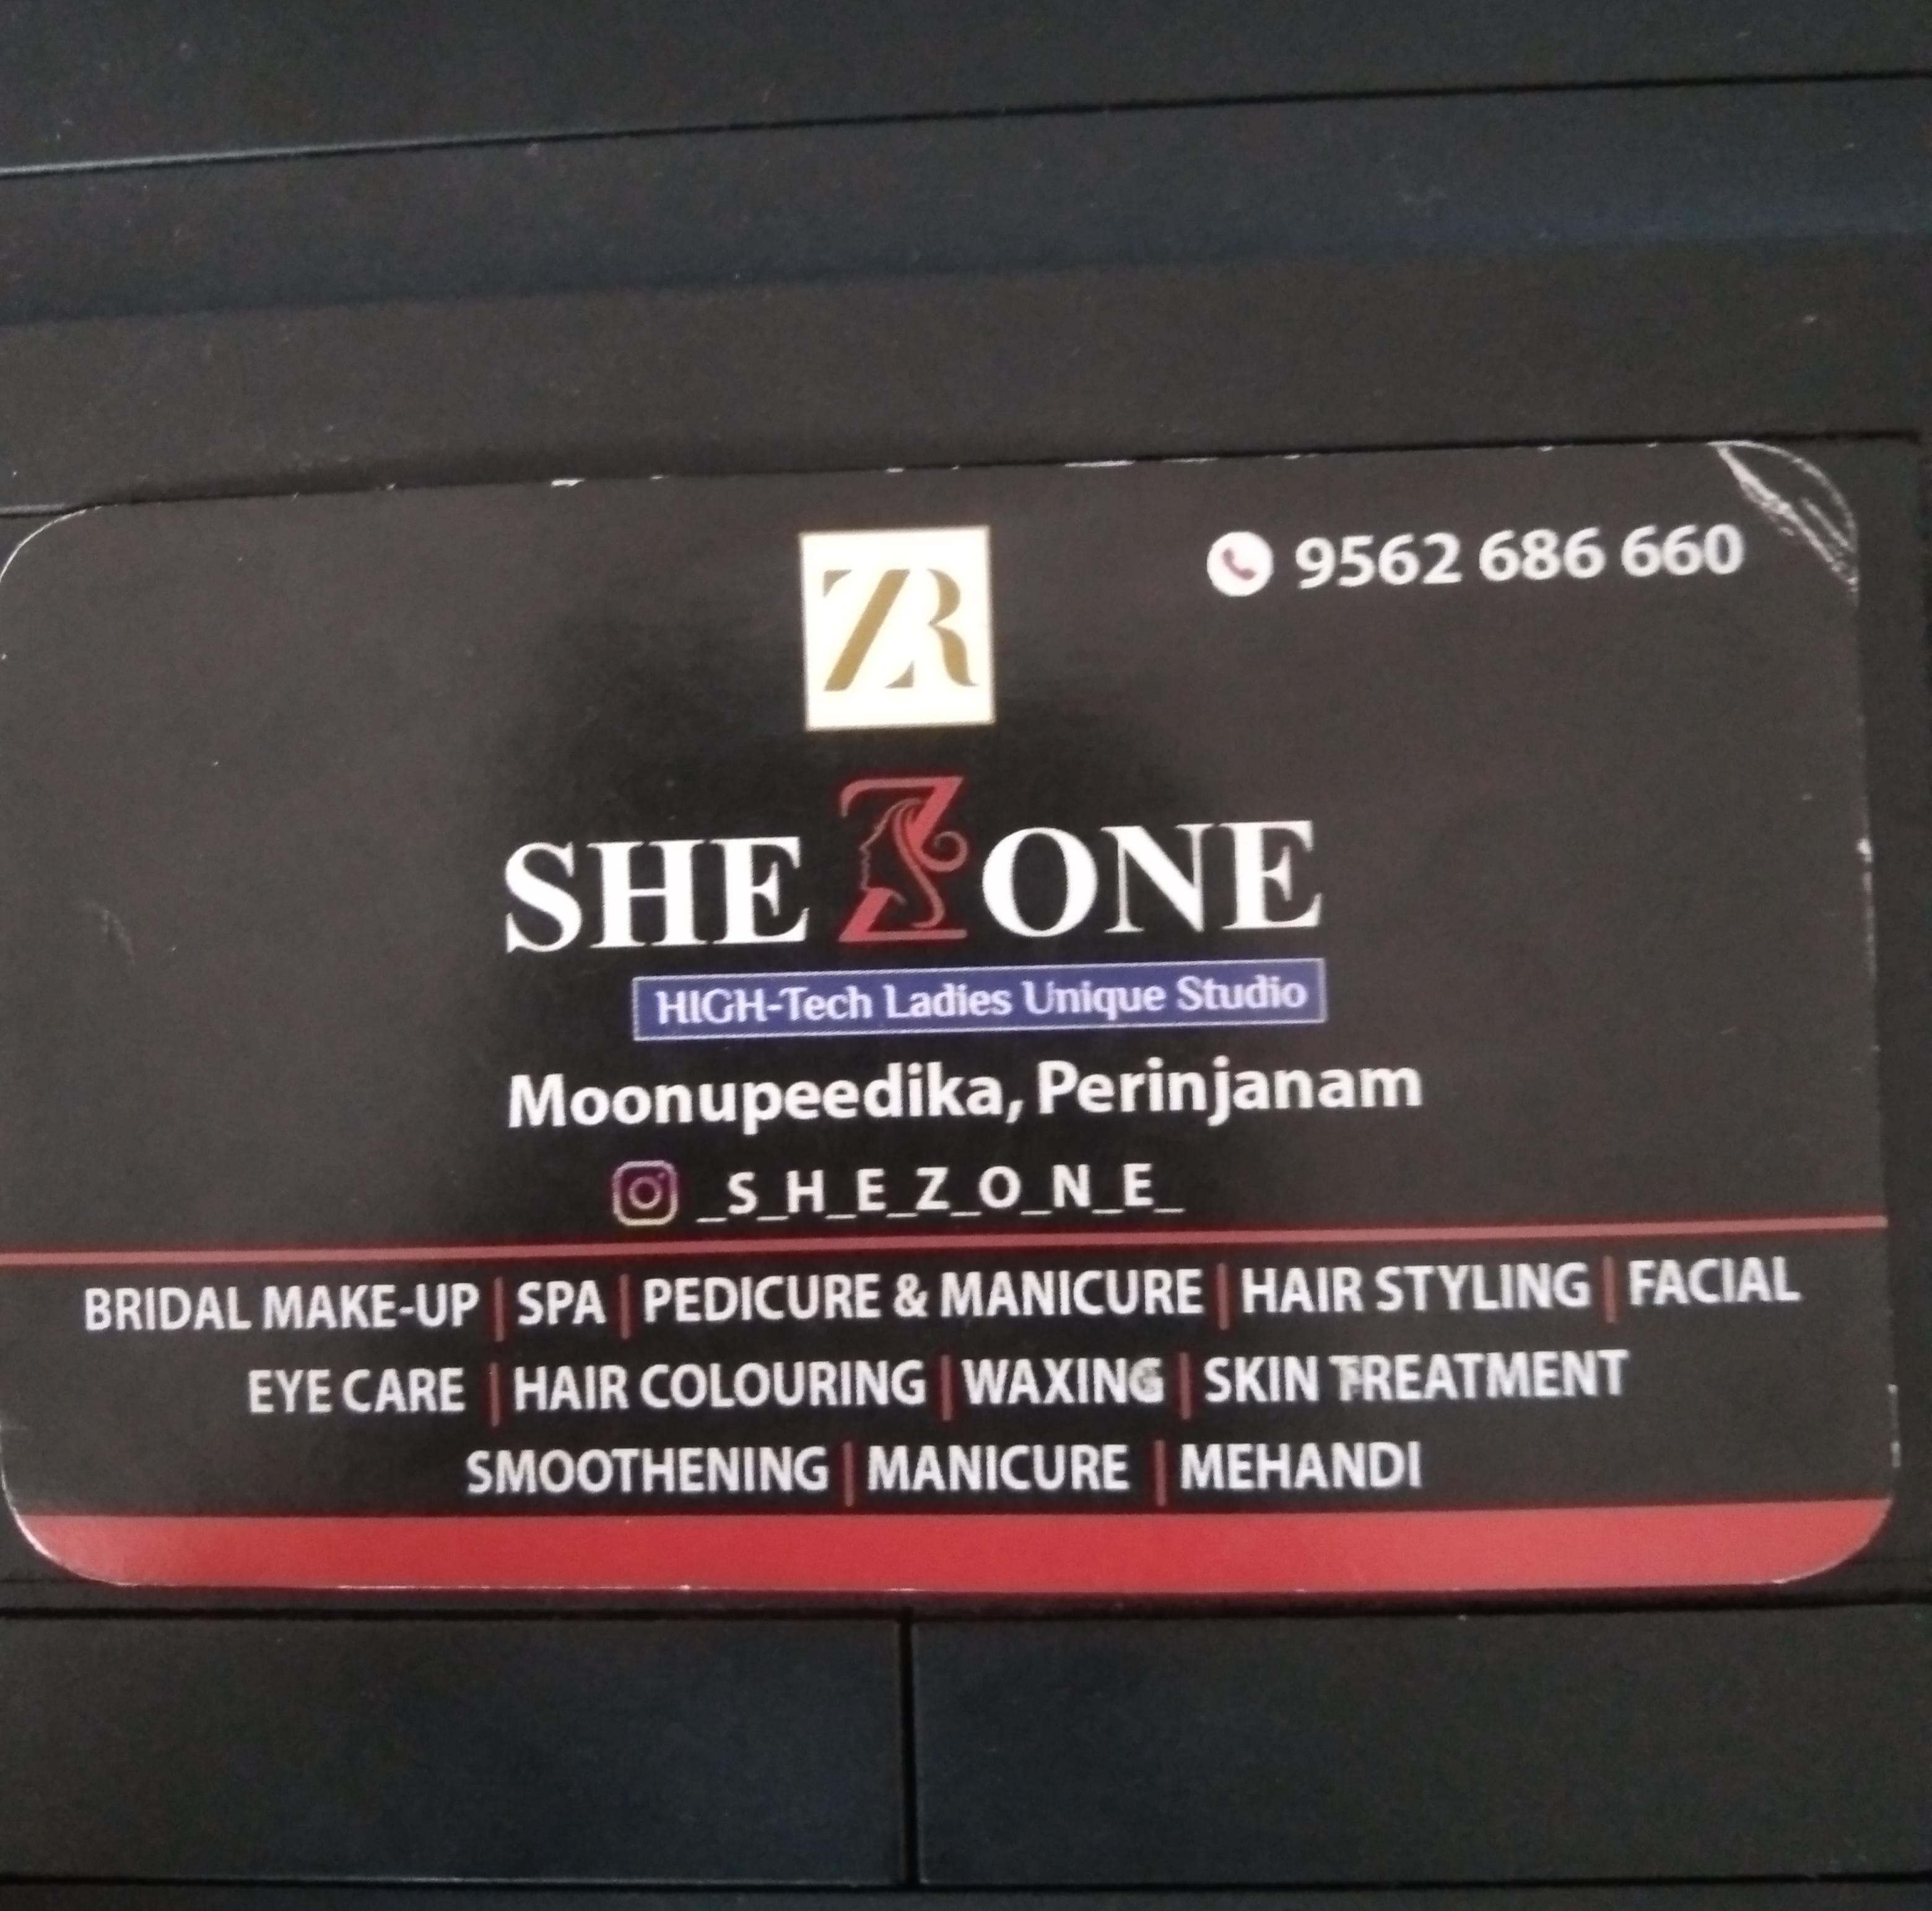 9562 686 660
ZR
SHE ZONE
HIGH-Tech Ladies Unique Studio
Moonupeedika, Perinjanam
_S_H_E_Z_O_N_E_
BRIDAL MAKE-UP | SPA | PEDICURE & MANICURE | HAIR STYLING | FACIAL
EYE CARE | HAIR COLOURING | WAXING | SKIN TREATMENT
SMOOTHENING | MANICURE | MEHANDI